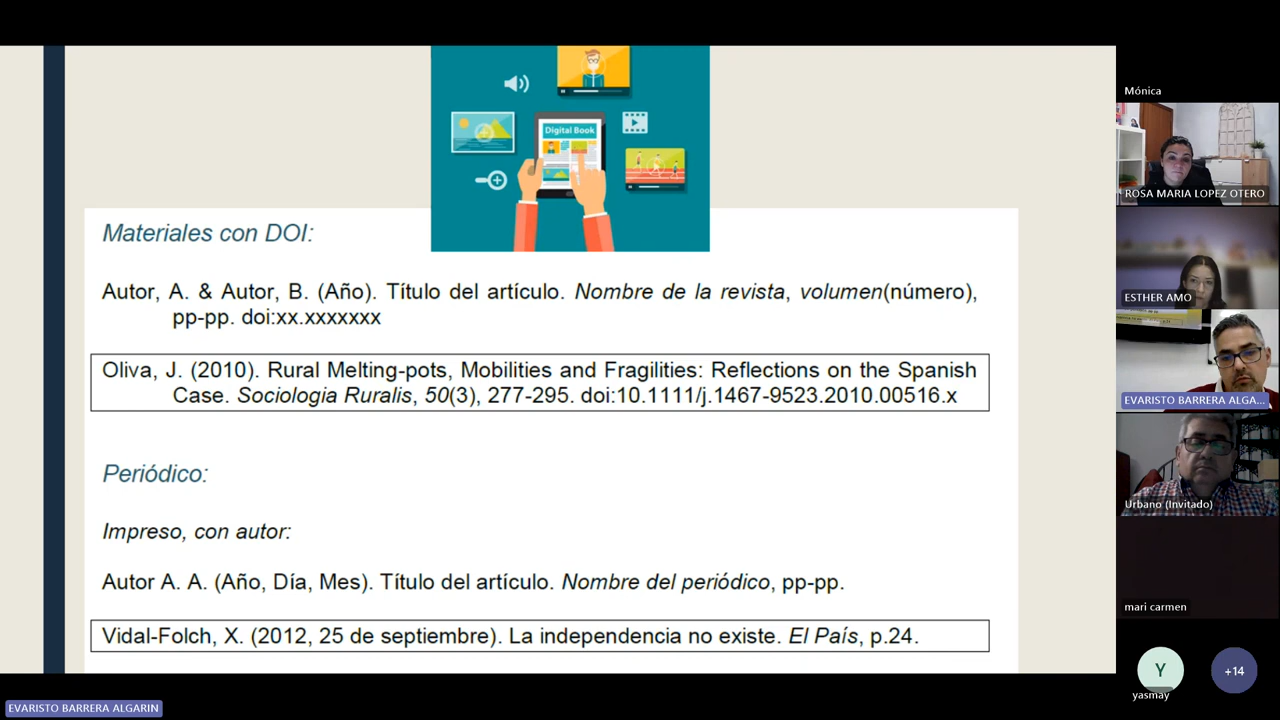 Digital Book
Materiales con DOI:
Autor, A. & Autor, B. (Año). Título del artículo. Nombre de la revista, volumen(número),
pp-pp. doi:xx.xxxxxxx
Oliva, J. (2010). Rural Melting-pots, Mobilities and Fragilities: Reflections on the Spanish
Case. Sociologia Ruralis, 50(3), 277-295. doi:10.1111/j.1467-9523.2010.00516.x
Periódico:
Impreso, con autor:
Autor A. A. (Año, Día, Mes). Título del artículo. Nombre del periódico, pp-pp.
Vidal-Folch, X. (2012, 25 de septiembre). La independencia no existe. El País, p.24.
Mónica
ROSA MARIA LOPEZ OTERO
ESTHER AMO
EVARISTO BARRERA ALGA...
Urbano (Invitado)
mari carmen
Y
yasmay
+14
EVARISTO BARRERA ALGARIN